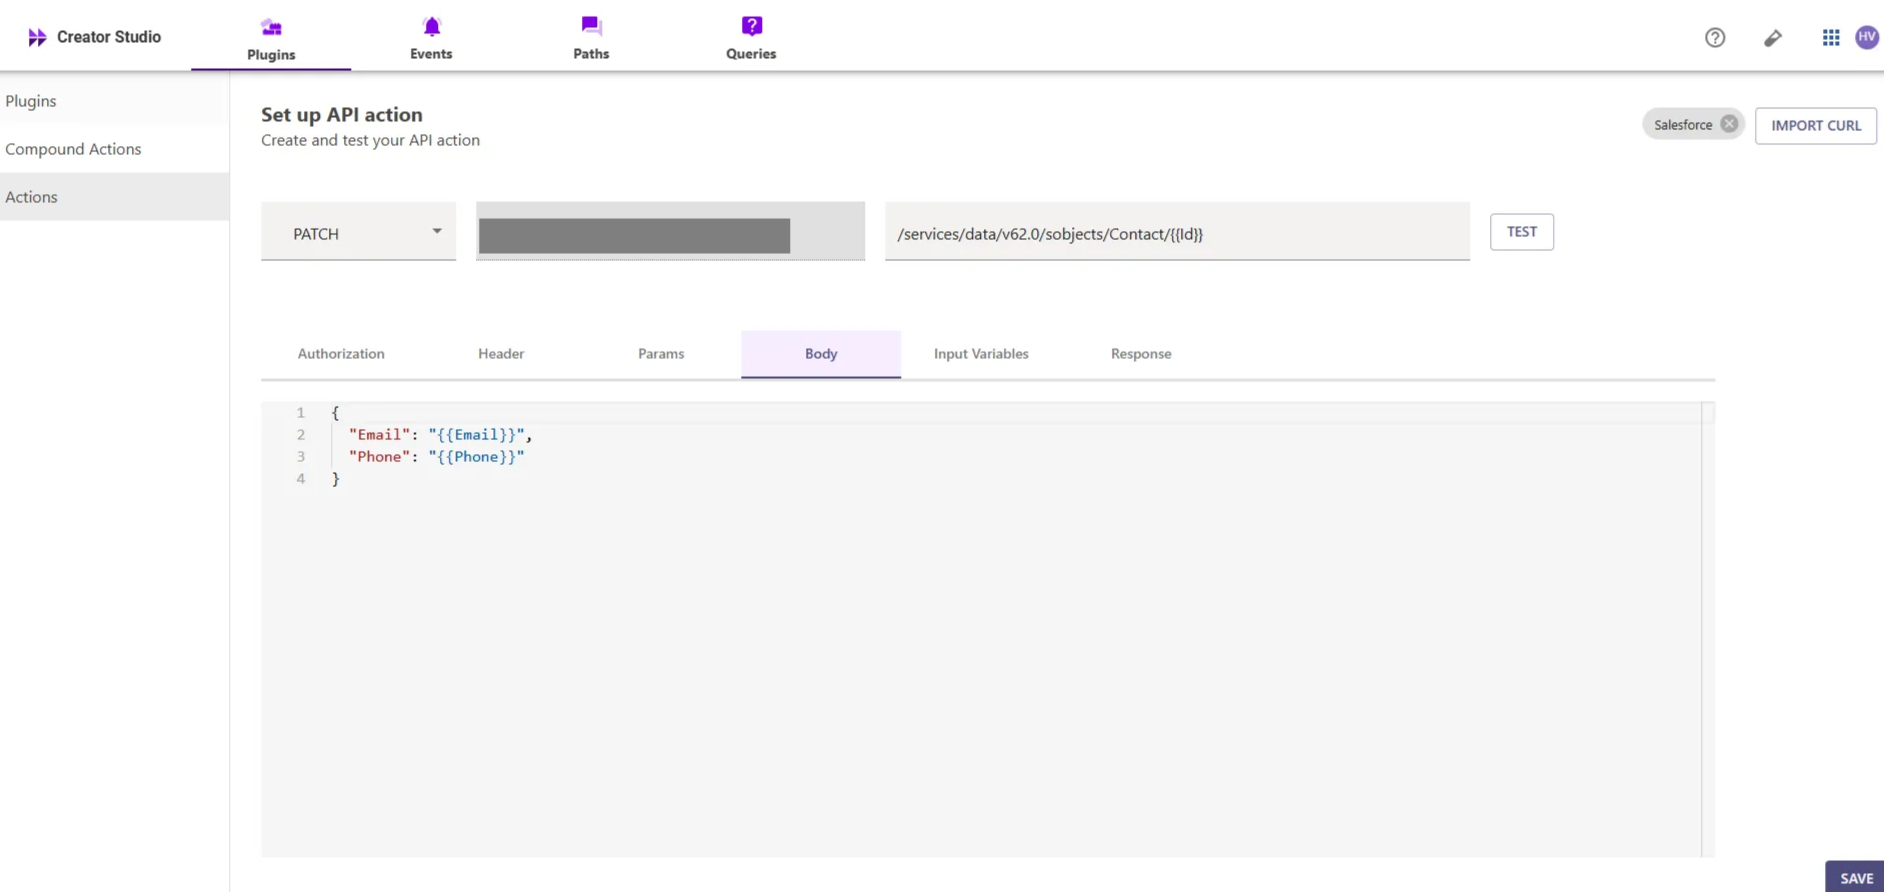 Creator Studio
Plugins
Events
Paths
?
Queries
?
HV
Plugins
Compound Actions
Actions
Set up API action
Create and test your API action
Salesforce
IMPORT CURL
PATCH
/services/data/v62.0/sobjects/Contact/{{Id}}
TEST
Authorization
Header
Params
Body
Input Variables
Response
1 {
2 "Email": "{{Email}}",
3 "Phone": "{{Phone}}"
4 }
SAVE